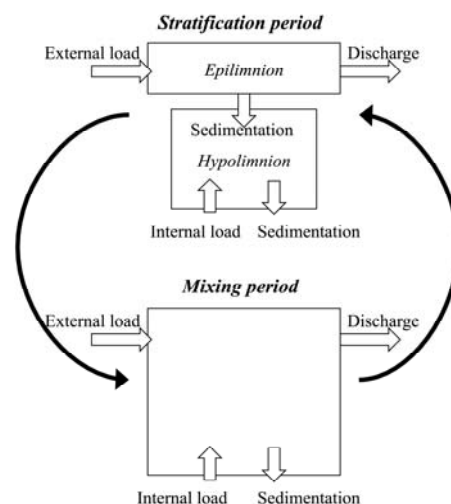 Stratification period
External load
Discharge
Epilimnion
Sedimentation
Hypolimnion
Internal load
Sedimentation
Mixing period
External load
Discharge
Internal load
Sedimentation